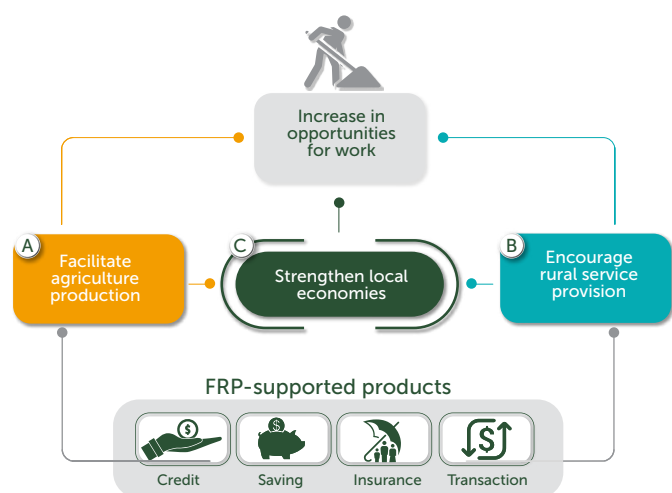 Increase in
opportunities
for work
A
Facilitate
agriculture
production
C
Strengthen local
economies
B
Encourage
rural service
provision
FRP-supported products
$
$
$
Credit
Saving
Insurance
Transaction